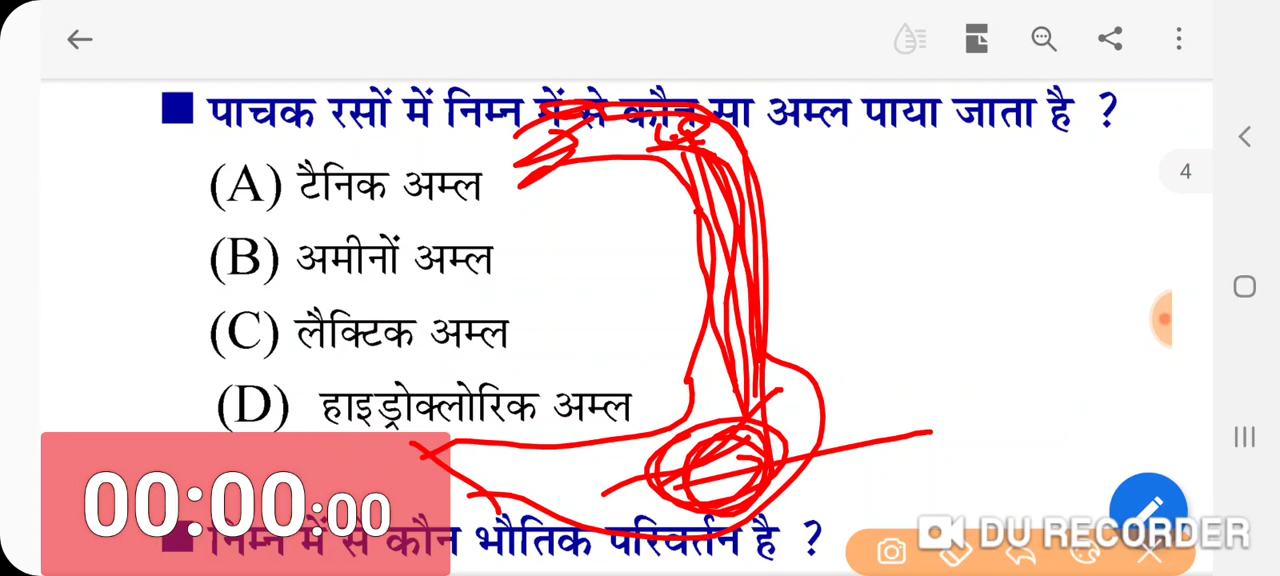 ■ पाचक रसों में निम्न में से कौन सा अम्ल पाया जाता है ?
4
(A) टैनिक अम्ल
(B) अमीनों अम्ल
(C) लैक्टिक अम्ल
(D) हाइड्रोक्लोरिक अम्ल
00:00:00
■ निम्न में से कौन भौतिक परिवर्तन है ?
DU RECORDER